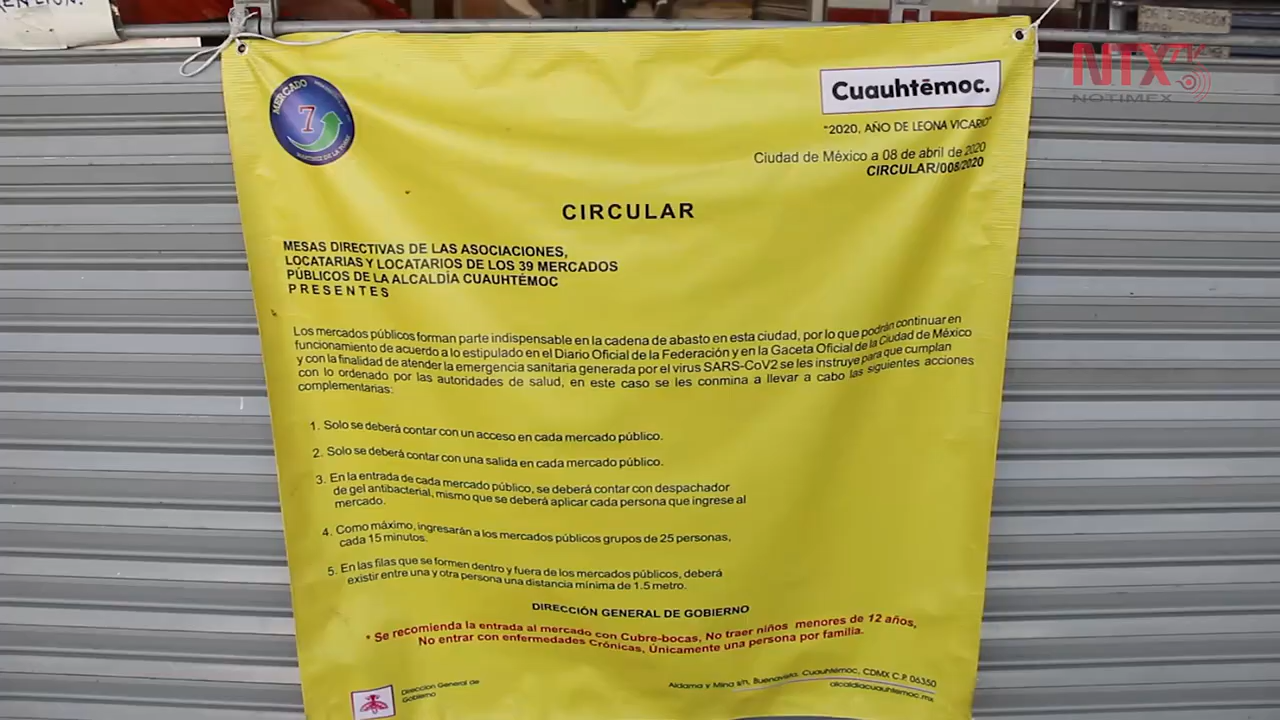 MERCADO
7
MARTÍNEZ DE LA TORRE
Cuauhtēmoc.
NTX
NOTIMEX
"2020, AÑO DE LEONA VICARIO"
Ciudad de México a 08 de abril de 2020
CIRCULAR/008/2020
CIRCULAR
MESAS DIRECTIVAS DE LAS ASOCIACIONES,
LOCATARIAS Y LOCATARIOS DE LOS 39 MERCADOS
PÚBLICOS DE LA ALCALDÍA CUAUHTÉMOC
P R E S E N T E S
Los mercados públicos forman parte indispensable en la cadena de abasto en esta ciudad, por lo que podrán continuar en
funcionamiento de acuerdo a lo estipulado en el Diario Oficial de la Federación y en la Gaceta Oficial de la Ciudad de México
y con la finalidad de atender la emergencia sanitaria generada por el virus SARS-CoV2 se les instruye para que cumplan
con lo ordenado por las autoridades de salud, en este caso se les conmina a llevar a cabo las siguientes acciones
complementarias:
1. Solo se deberá contar con un acceso en cada mercado público.
2. Solo se deberá contar con una salida en cada mercado público.
3. En la entrada de cada mercado público, se deberá contar con despachador
de gel antibacterial, mismo que se deberá aplicar cada persona que ingrese al
mercado.
4. Como máximo, ingresarán a los mercados públicos grupos de 25 personas,
cada 15 minutos.
5. En las filas que se formen dentro y fuera de los mercados públicos, deberá
existir entre una y otra persona una distancia mínima de 1.5 metro.
DIRECCIÓN GENERAL DE GOBIERNO
* Se recomienda la entrada al mercado con Cubre-bocas, No traer niños menores de 12 años,
No entrar con enfermedades Crónicas, Únicamente una persona por familia.
Dirección General de
Gobierno
Aldama y Mina s/n, Buenavista, Cuauhtémoc, CDMX C.P. 06350
alcaldiacuauhtemoc.mx